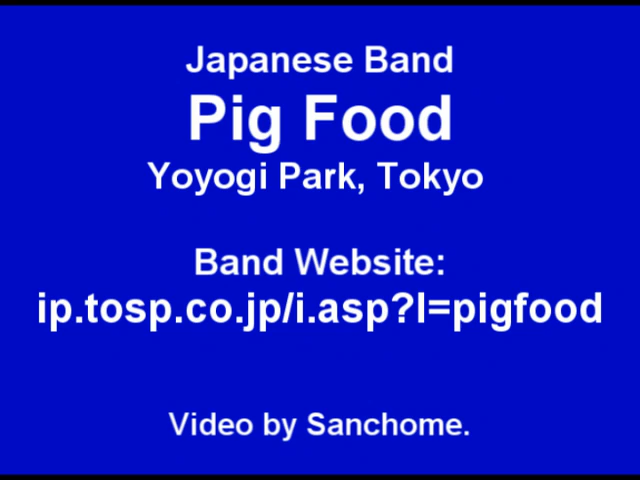 Japanese Band
Pig Food
Yoyogi Park, Tokyo
Band Website:
ip.tosp.co.jp/i.asp?I=pigfood
Video by Sanchome.